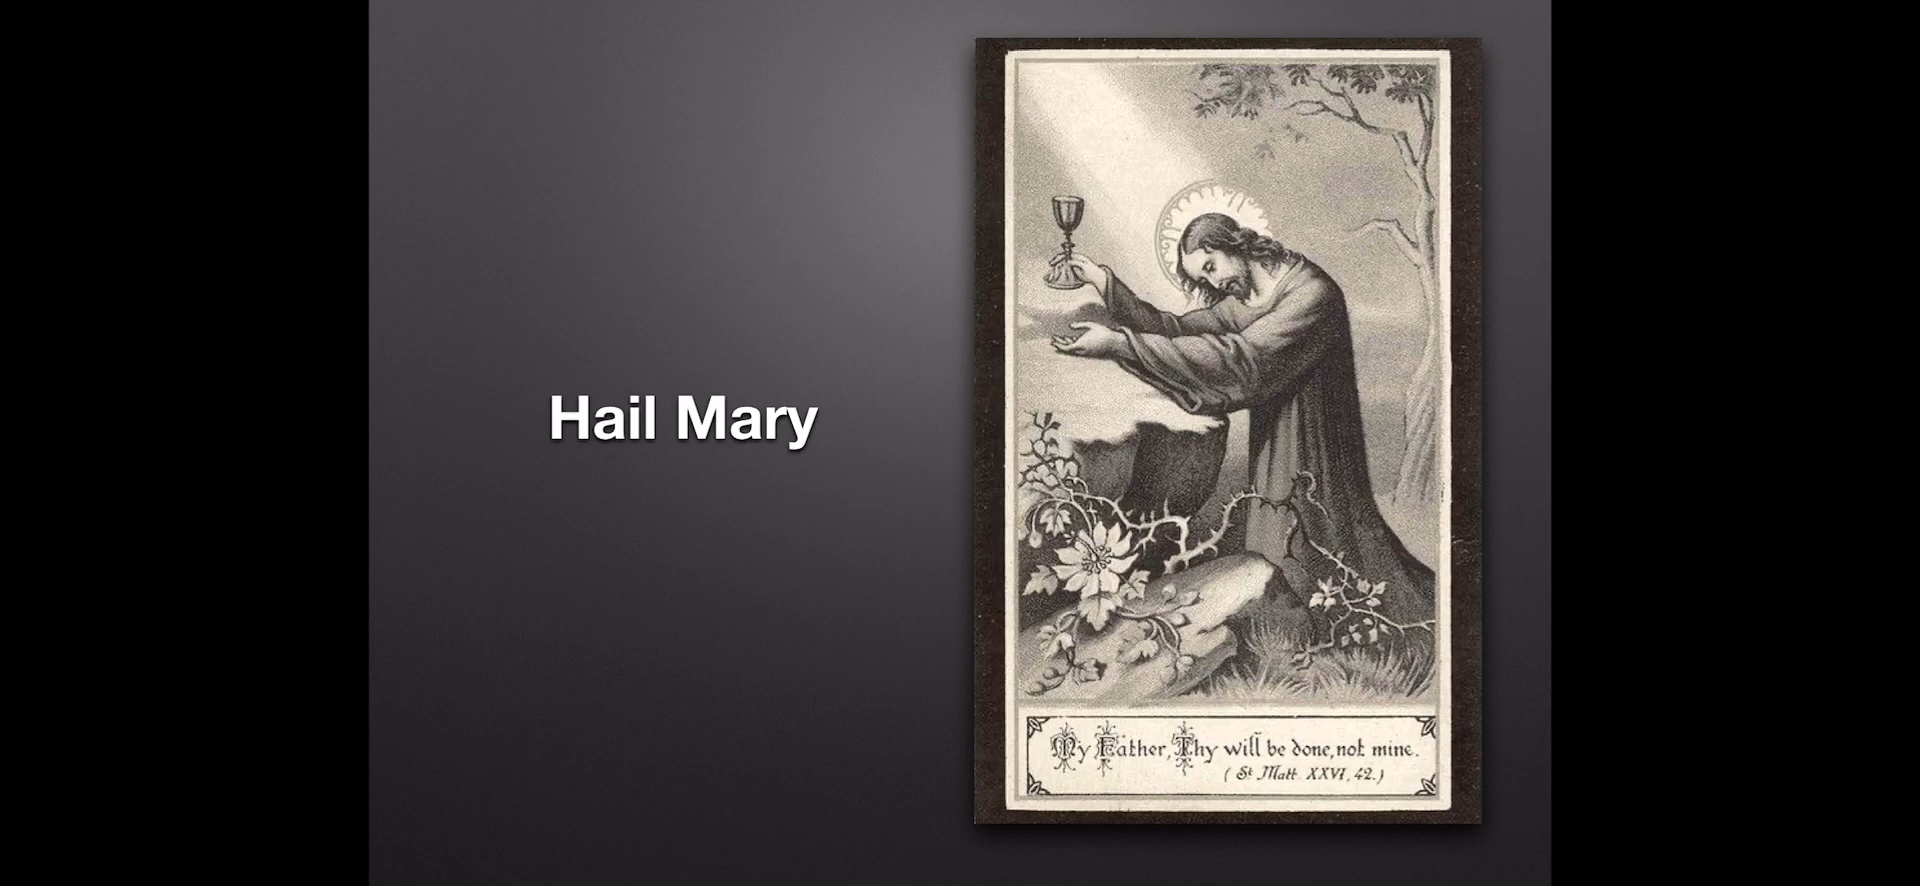 Hail Mary
My Father, Thy will be done, not mine.
( St Matt. XXVI, 42.)